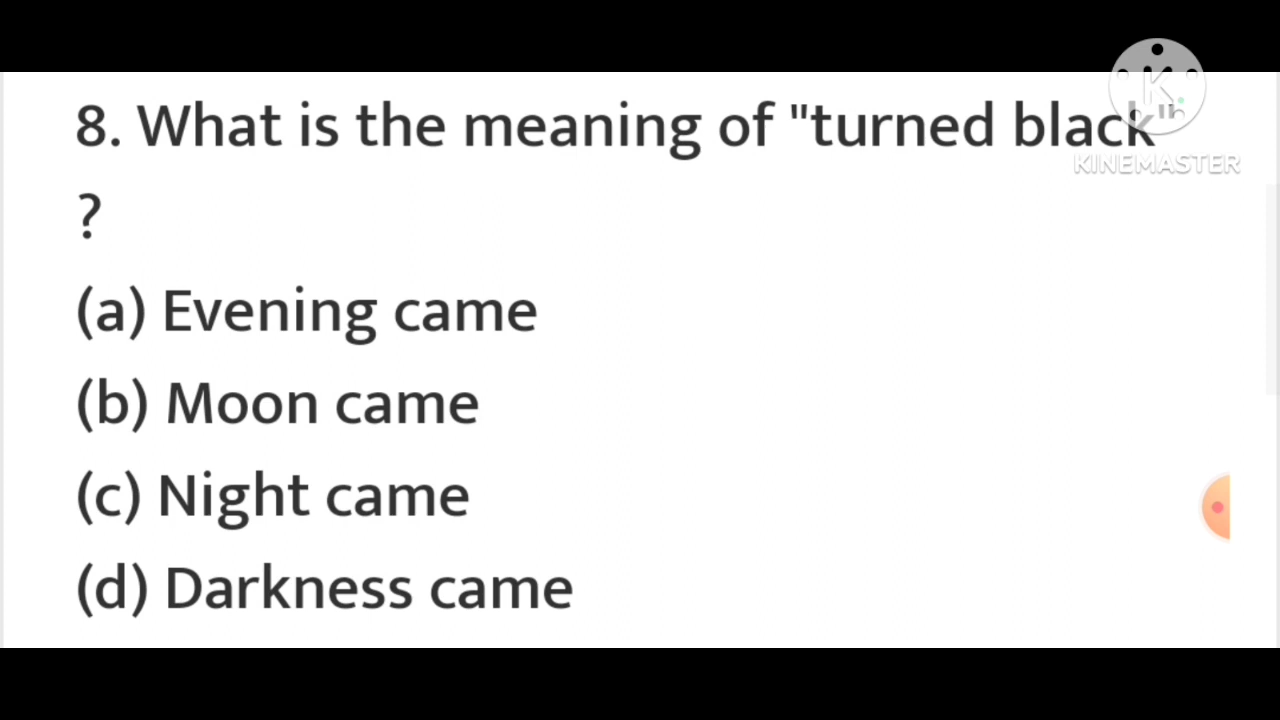 8. What is the meaning of "turned black"
?
(a) Evening came
(b) Moon came
(c) Night came
(d) Darkness came
K
KINEMASTER